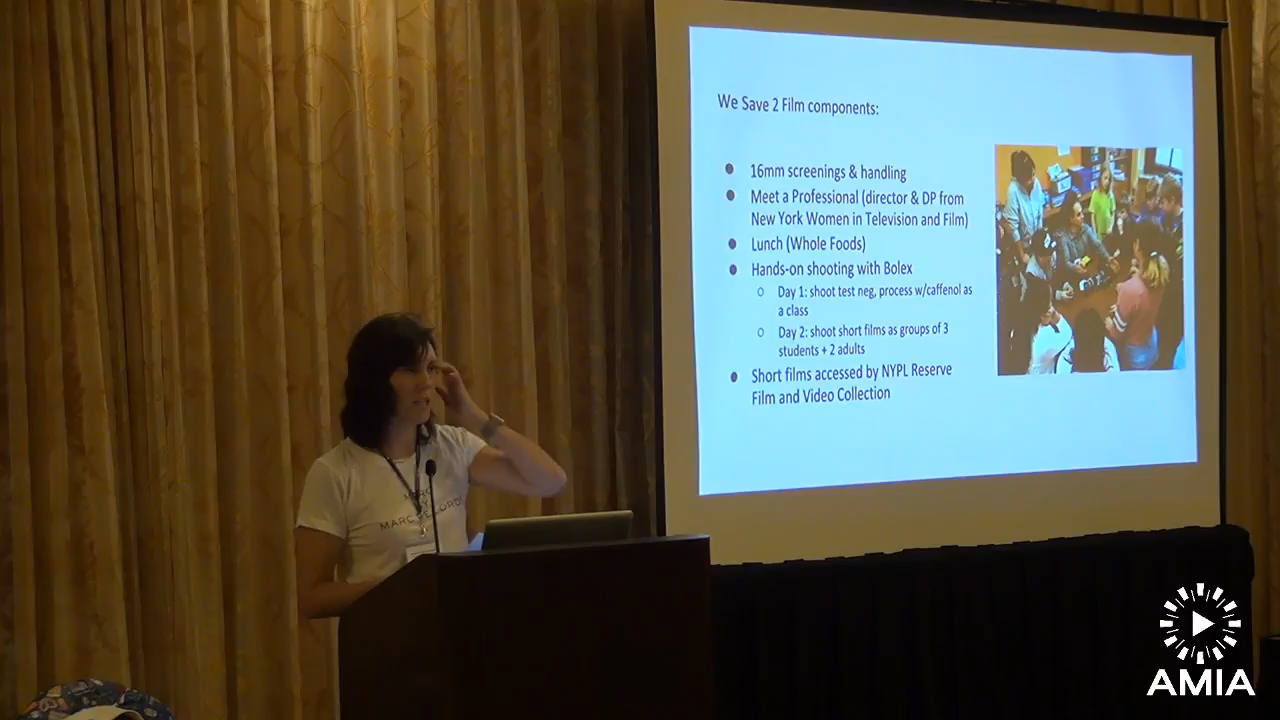 We Save 2 Film components:
● 16mm screenings & handling
● Meet a Professional (director & DP from
New York Women in Television and Film)
● Lunch (Whole Foods)
● Hands-on shooting with Bolex
○ Day 1: shoot test neg, process w/caffenol as
a class
○ Day 2: shoot short films as groups of 3
students + 2 adults
● Short films accessed by NYPL Reserve
Film and Video Collection
MARC
AMIA